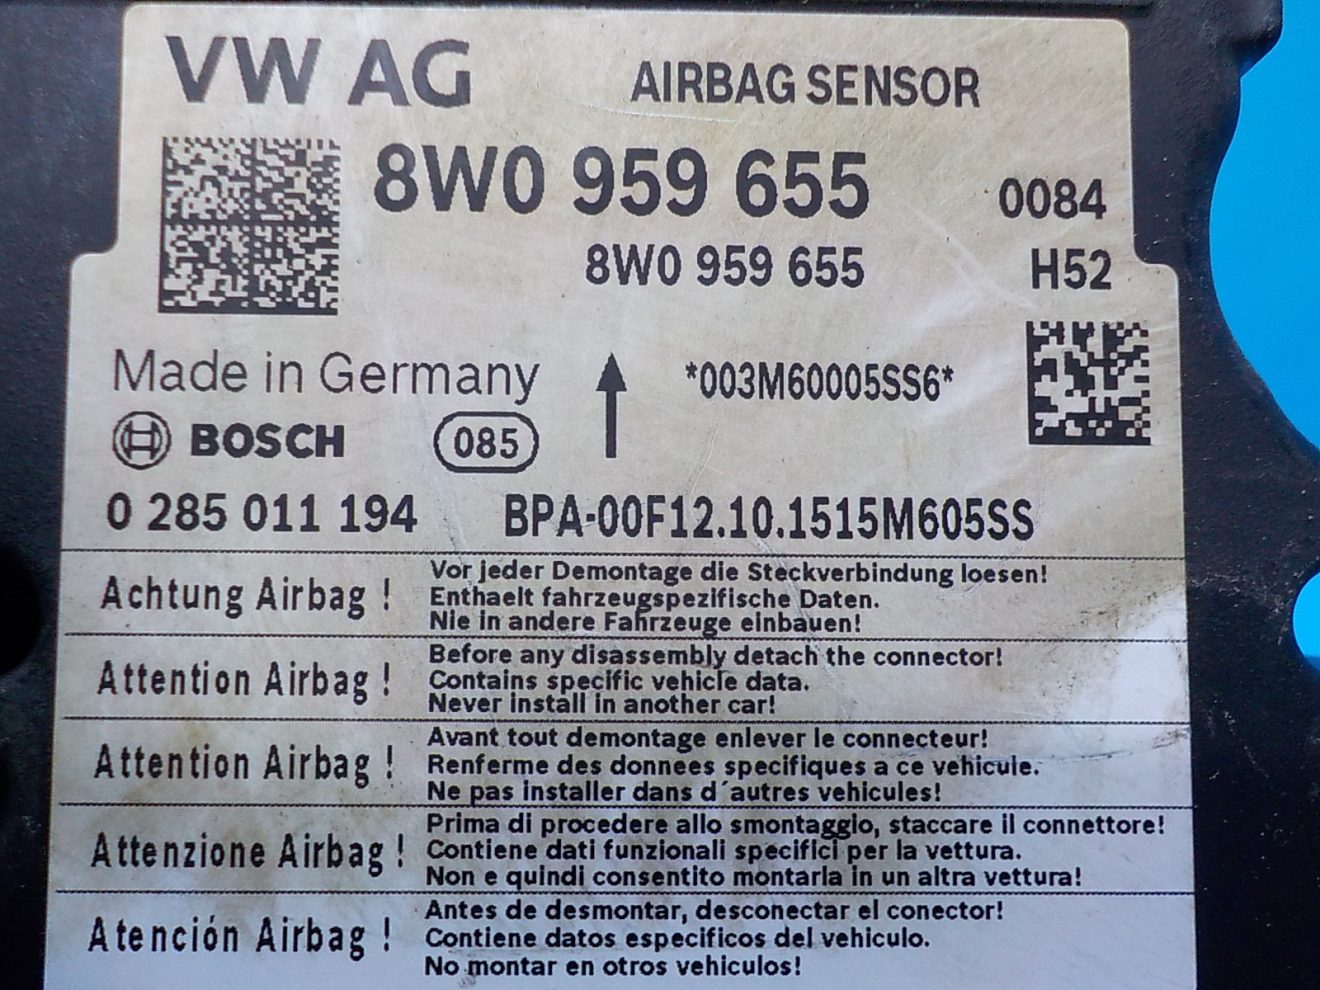 VW AG AIRBAG SENSOR
8W0 959 655 0084
8W0 959 655 H52
Made in Germany *003M60005SS6*
BOSCH 085
0 285 011 194 BPA-00F12.10.1515M605SS
Achtung Airbag !
Vor jeder Demontage die Steckverbindung loesen!
Enthaelt fahrzeugspezifische Daten.
Nie in andere Fahrzeuge einbauen!
Attention Airbag !
Before any disassembly detach the connector!
Contains specific vehicle data.
Never install in another car!
Attention Airbag !
Avant tout demontage enlever le connecteur!
Renferme des donnees specifiques a ce vehicule.
Ne pas installer dans d´autres vehicules!
Attenzione Airbag !
Prima di procedere allo smontaggio, staccare il connettore!
Contiene dati funzionali specifici per la vettura.
Non e quindi consentito montarla in un altra vettura!
Atención Airbag !
Antes de desmontar, desconectar el conector!
Contiene datos especificos del vehiculo.
No montar en otros vehiculos!